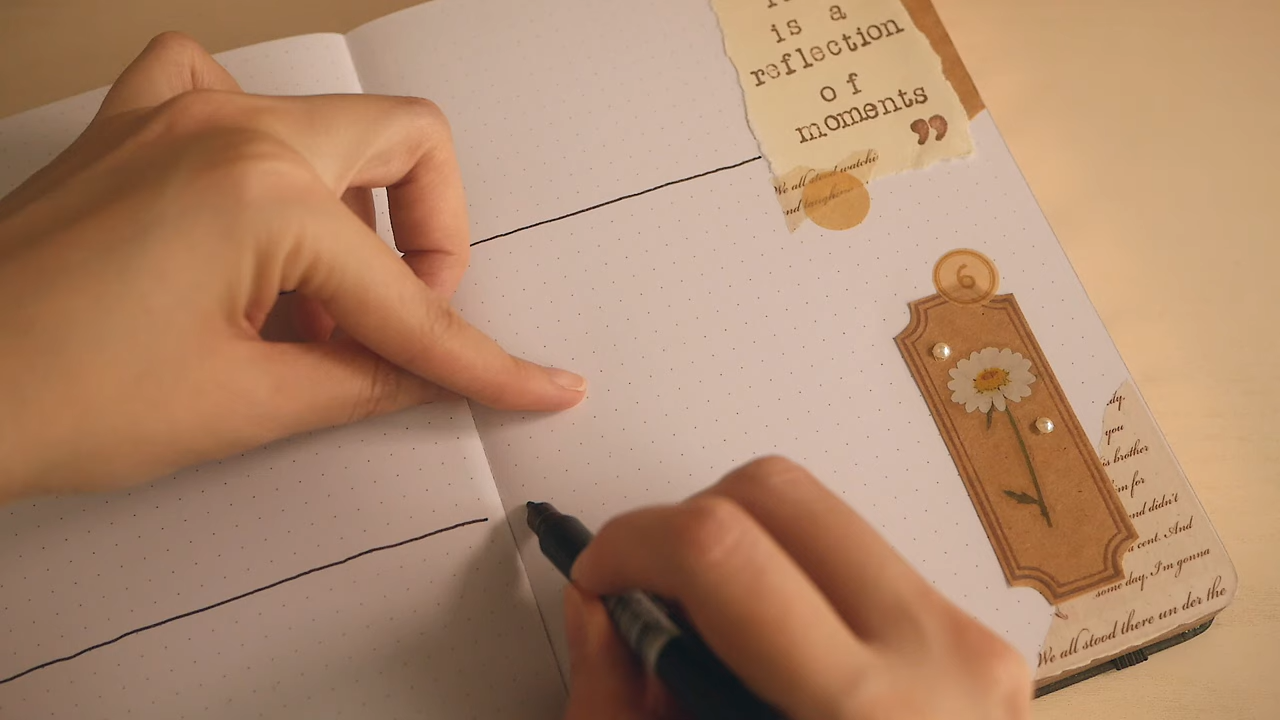 is a
reflection
of
moments
”
We all stood watchi
nd laughing
6
dy.
you
is brother
im for
and didn't
a cent. And
some day. I'm gonna
We all stood there un der the